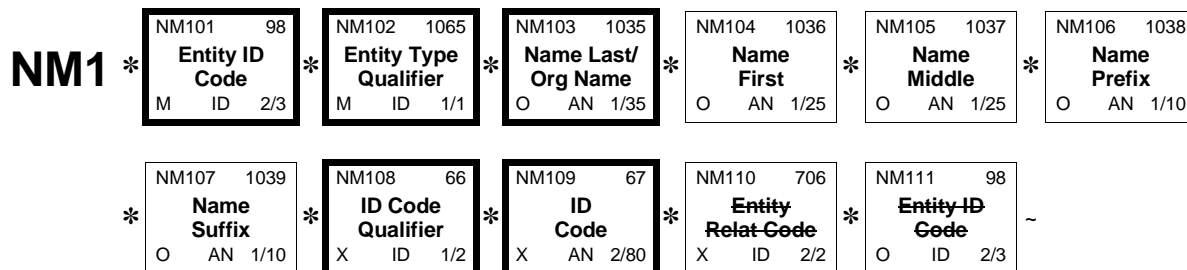 NM101 98 NM102 1065 NM103 1035 NM104 1036 NM105 1037 NM106 1038
NM1 * Entity ID Code * Entity Type Qualifier * Name Last/ Org Name * Name First * Name Middle * Name Prefix
M ID 2/3 M ID 1/1 O AN 1/35 O AN 1/25 O AN 1/25 O AN 1/10
NM107 1039 NM108 66 NM109 67 NM110 706 NM111 98
* Name Suffix * ID Code Qualifier * ID Code * Entity Relat Code * Entity ID Code ~
O AN 1/10 X ID 1/2 X AN 2/80 X ID 2/2 O ID 2/3